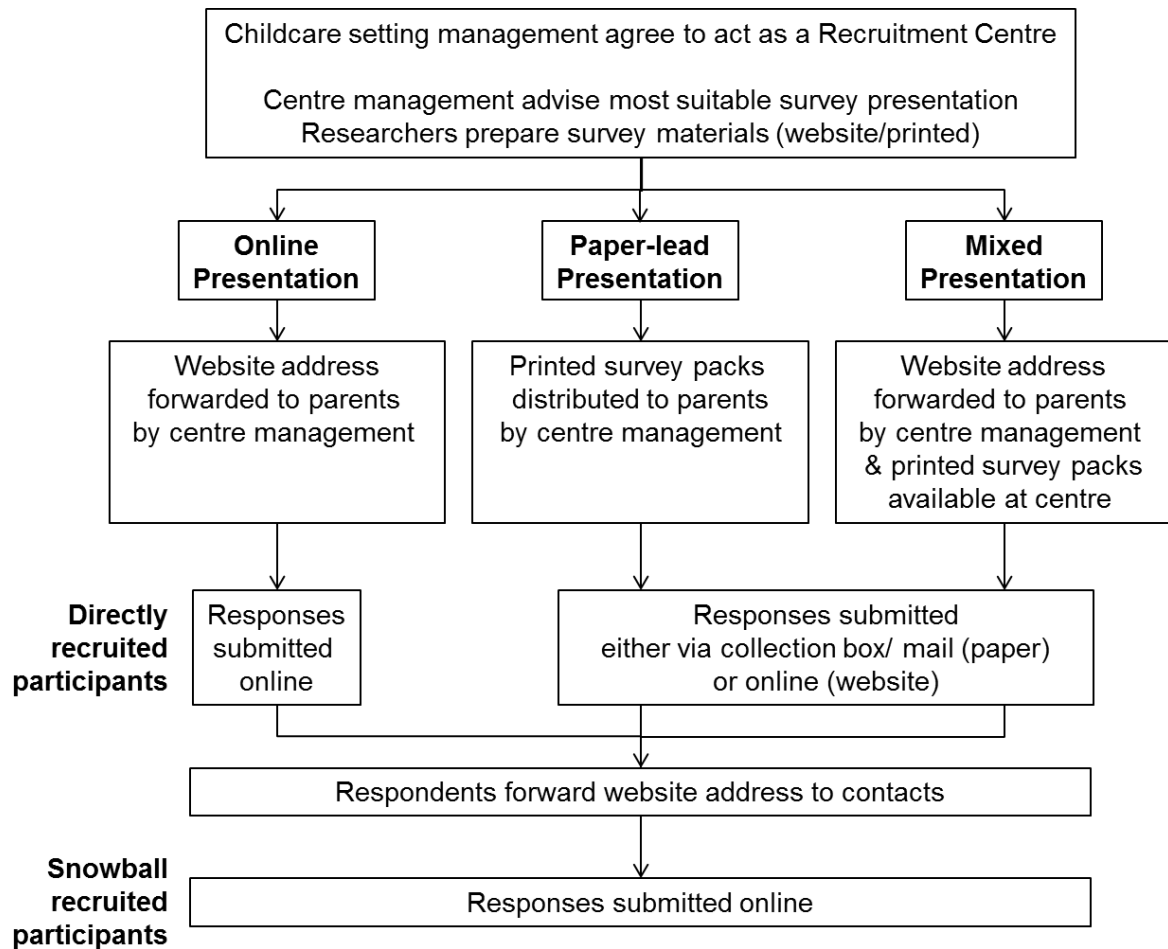 Childcare setting management agree to act as a Recruitment Centre
Centre management advise most suitable survey presentation
Researchers prepare survey materials (website/printed)
Online
Presentation
Paper-lead
Presentation
Mixed
Presentation
Website address
forwarded to parents
by centre management
Printed survey packs
distributed to parents
by centre management
Website address
forwarded to parents
by centre management
& printed survey packs
available at centre
Directly
recruited
participants
Responses
submitted
online
Responses submitted
either via collection box/ mail (paper)
or online (website)
Respondents forward website address to contacts
Snowball
recruited
participants
Responses submitted online